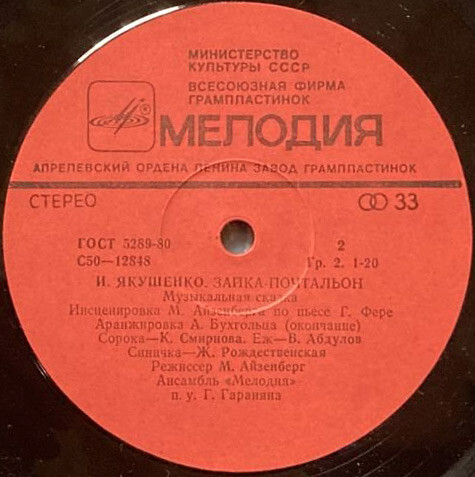 МИНИСТЕРСТВО
КУЛЬТУРЫ СССР
ВСЕСОЮЗНАЯ ФИРМА
ГРАМПЛАСТИНОК
МЕЛОДИЯ
АПРЕЛЕВСКИЙ ОРДЕНА ЛЕНИНА ЗАВОД ГРАМПЛАСТИНОК
СТЕРЕО 33
ГОСТ 5289-80 2
С50—12848 Гр. 2. 1-20
И. ЯКУШЕНКО. ЗАЙКА-ПОЧТАЛЬОН
Музыкальная сказка
Инсценировка М. Айзенберга по пьесе Г. Фере
Аранжировка А. Бухгольца (окончание)
Сорока—К. Смирнова. Еж—В. Абдулов
Синичка—Ж. Рождественская
Режиссер М. Айзенберг
Ансамбль «Мелодия»
п. у. Г. Гараняна